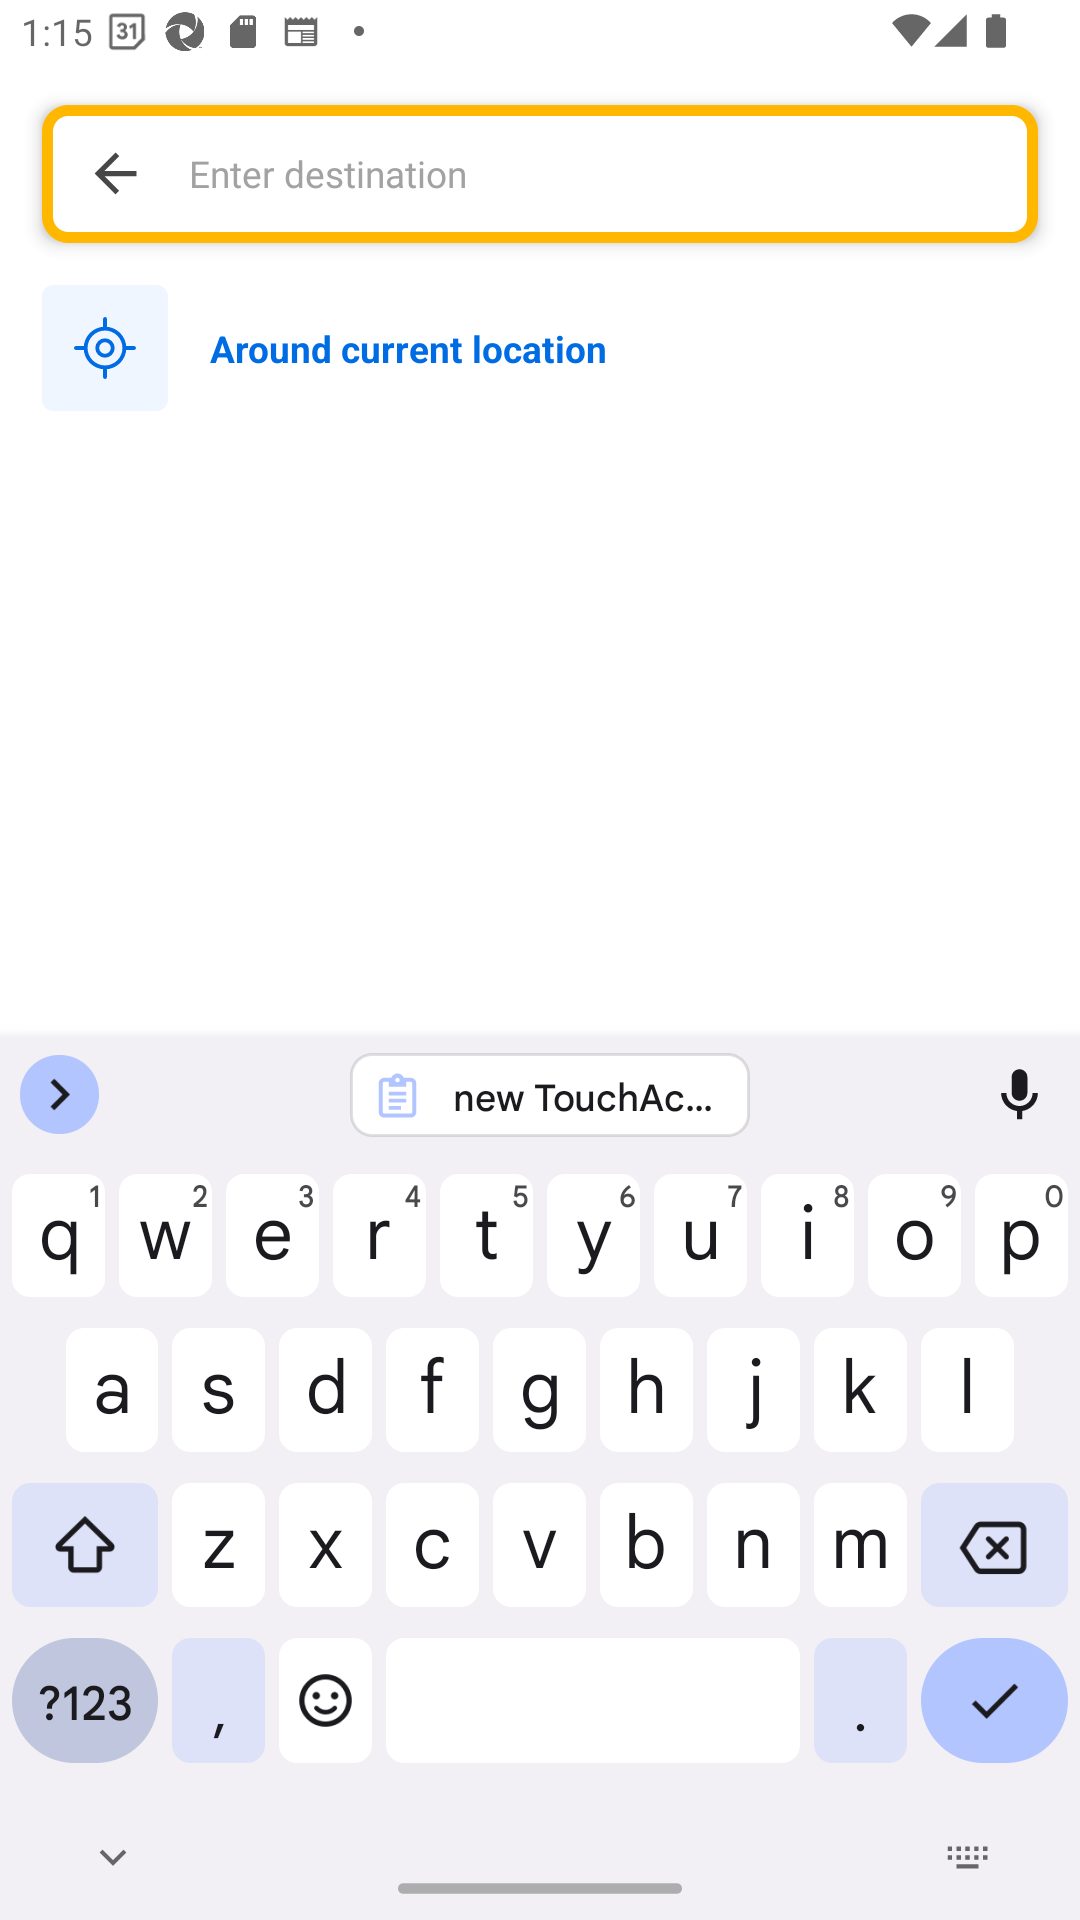 1:15 31
Enter destination
Around current location
new TouchAc...
q1 w2 e3 r4 t5 y6 u7 i8 o9 p0
a s d f g h j k l
z x c v b n m
?123 , .